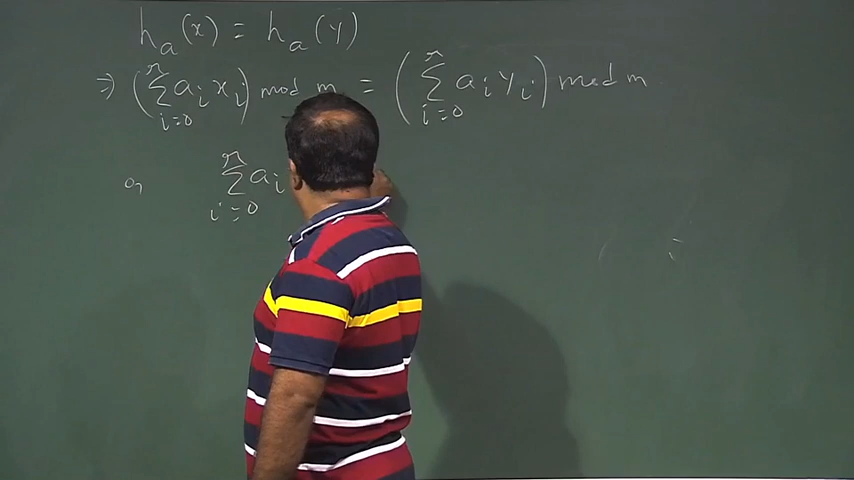 h_a(x) = h_a(y)
⇒ (∑_{i=0}^{r} a_i x_i) mod m = (∑_{i=0}^{r} a_i y_i) mod m
or ∑_{i=0}^{r} a_i